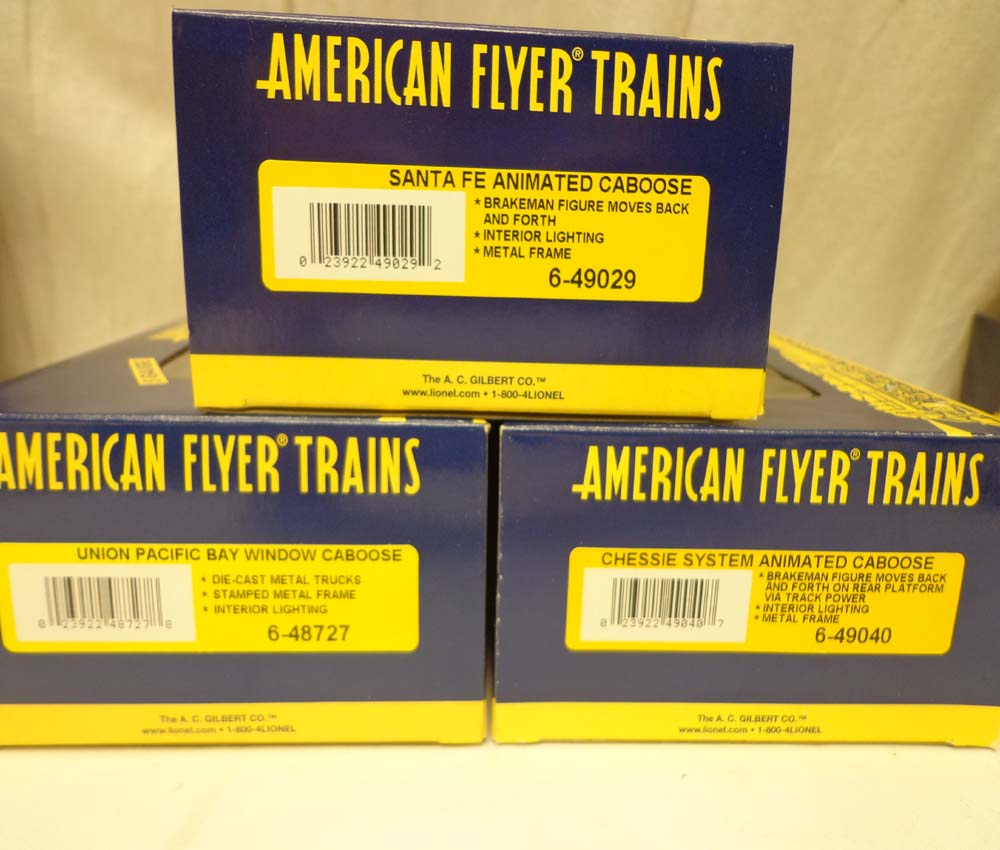 AMERICAN FLYER® TRAINS
SANTA FE ANIMATED CABOOSE
* BRAKEMAN FIGURE MOVES BACK
AND FORTH
* INTERIOR LIGHTING
* METAL FRAME
0 23922 49029 2
6-49029
The A. C. GILBERT CO.™
www.lionel.com • 1-800-4LIONEL
AMERICAN FLYER® TRAINS
UNION PACIFIC BAY WINDOW CABOOSE
* DIE-CAST METAL TRUCKS
* STAMPED METAL FRAME
* INTERIOR LIGHTING
0 23922 48727 8
6-48727
The A. C. GILBERT CO.™
www.lionel.com • 1-800-4LIONEL
AMERICAN FLYER® TRAINS
CHESSIE SYSTEM ANIMATED CABOOSE
* BRAKEMAN FIGURE MOVES BACK
AND FORTH ON REAR PLATFORM
VIA TRACK POWER
* INTERIOR LIGHTING
* METAL FRAME
0 23922 49040 7
6-49040
The A. C. GILBERT CO.™
www.lionel.com • 1-800-4LIONEL